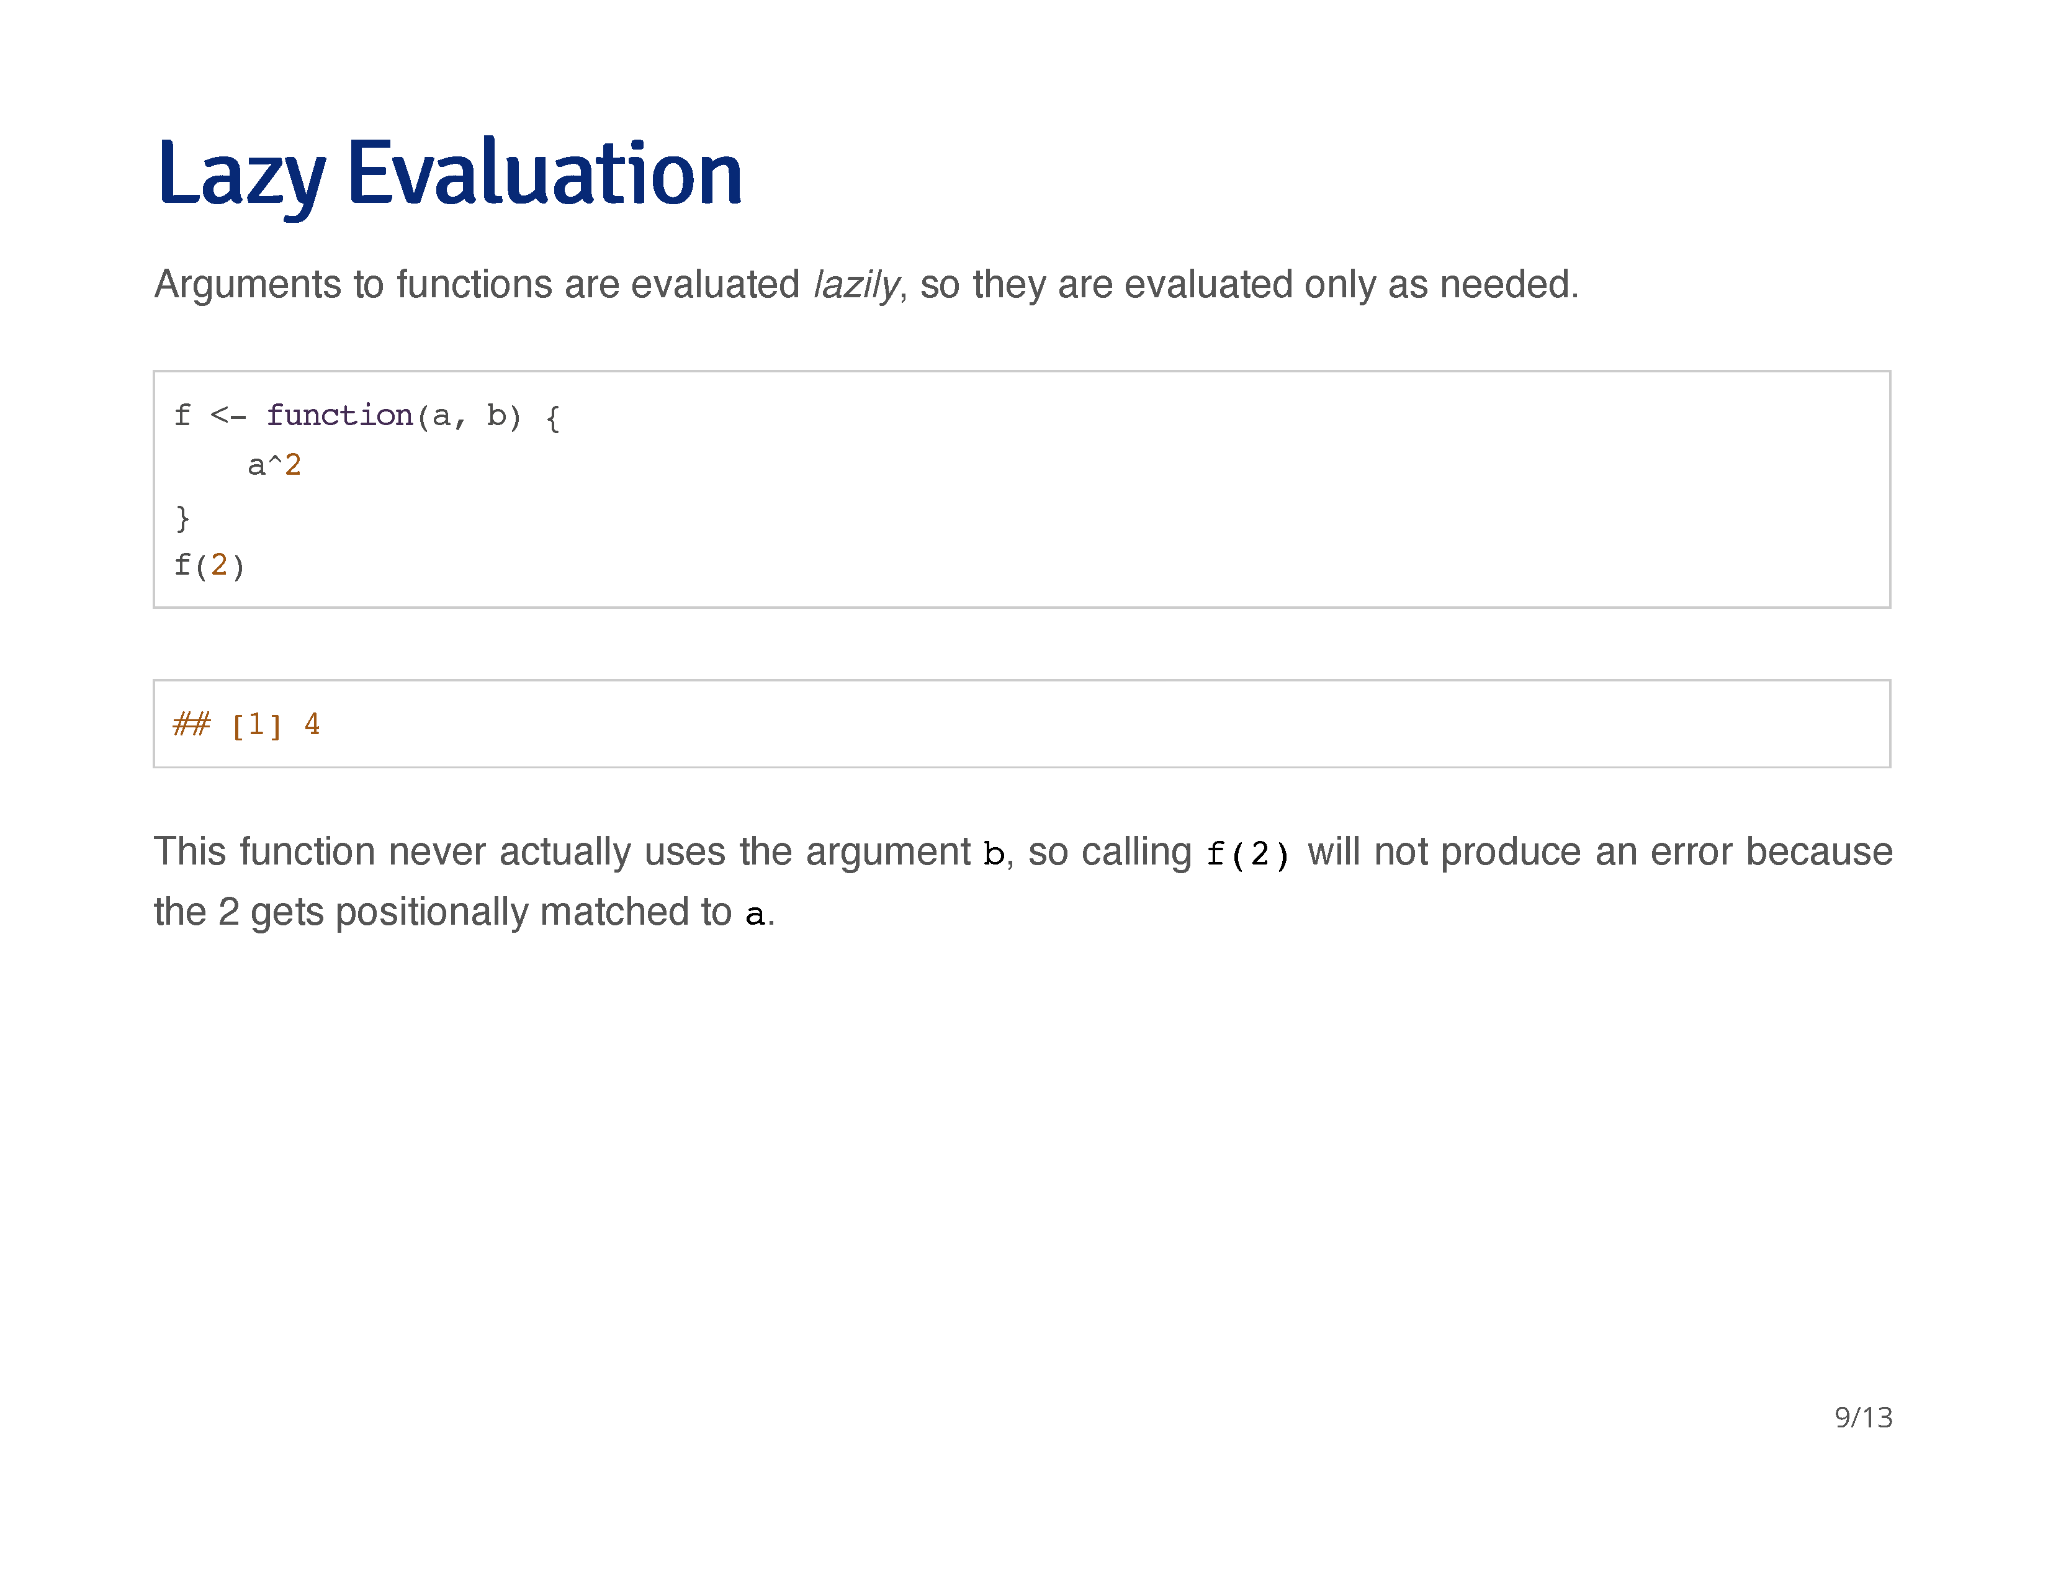 Lazy Evaluation
Arguments to functions are evaluated lazily, so they are evaluated only as needed.
f <- function(a, b) {
    a^2
}
f(2)
## [1] 4
This function never actually uses the argument b, so calling f(2) will not produce an error because
the 2 gets positionally matched to a.
9/13